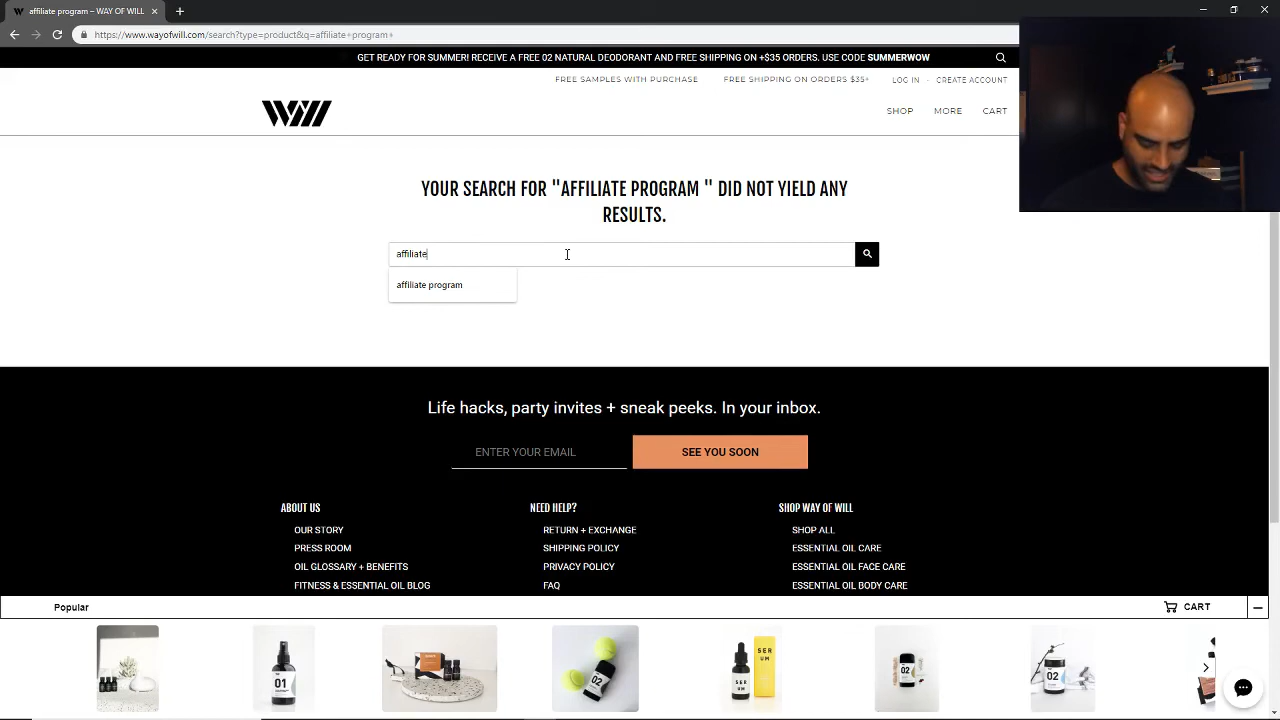 affiliate program – WAY OF WILL
https://www.wayofwill.com/search?type=product&q=affiliate+program+
GET READY FOR SUMMER! RECEIVE A FREE 02 NATURAL DEODORANT AND FREE SHIPPING ON +$35 ORDERS. USE CODE SUMMERWOW
FREE SAMPLES WITH PURCHASE FREE SHIPPING ON ORDERS $35+ LOG IN - CREATE ACCOUNT
WILL SHOP MORE CART
YOUR SEARCH FOR "AFFILIATE PROGRAM " DID NOT YIELD ANY
RESULTS.
affiliate
affiliate program
Life hacks, party invites + sneak peeks. In your inbox.
ENTER YOUR EMAIL SEE YOU SOON
ABOUT US NEED HELP? SHOP WAY OF WILL
OUR STORY RETURN + EXCHANGE SHOP ALL
PRESS ROOM SHIPPING POLICY ESSENTIAL OIL CARE
OIL GLOSSARY + BENEFITS PRIVACY POLICY ESSENTIAL OIL FACE CARE
FITNESS & ESSENTIAL OIL BLOG FAQ ESSENTIAL OIL BODY CARE
Popular CART
01
02
SER
UM
SER
UM
02
02